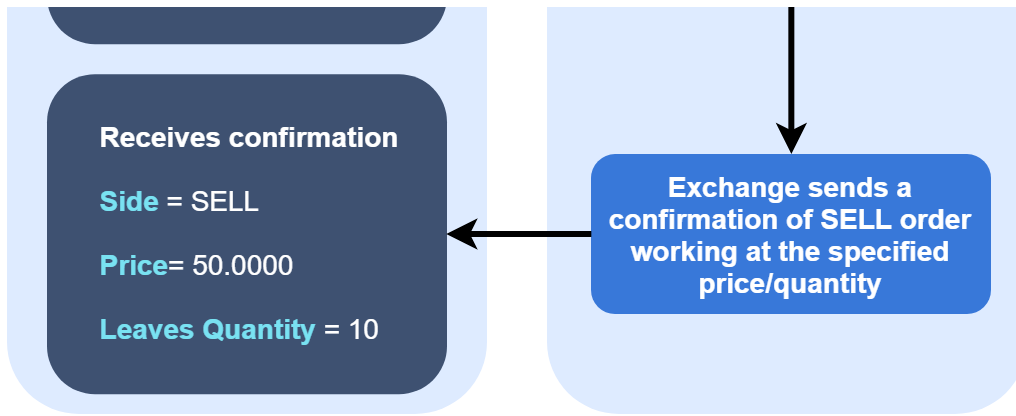 Receives confirmation
Side = SELL
Price= 50.0000
Leaves Quantity = 10
Exchange sends a
confirmation of SELL order
working at the specified
price/quantity